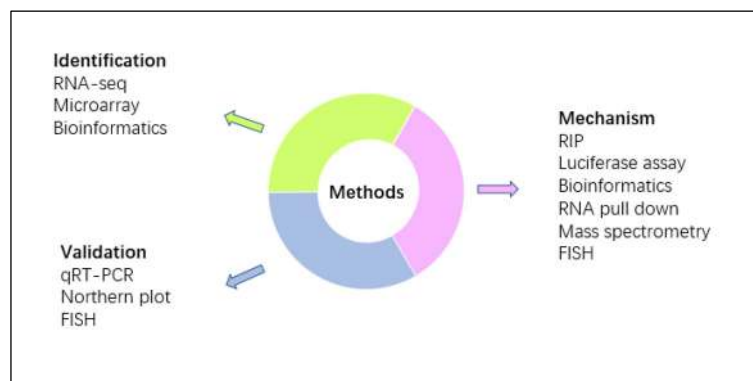 Identification
RNA-seq
Microarray
Bioinformatics
Methods
Mechanism
RIP
Luciferase assay
Bioinformatics
RNA pull down
Mass spectrometry
FISH
Validation
qRT-PCR
Northern plot
FISH